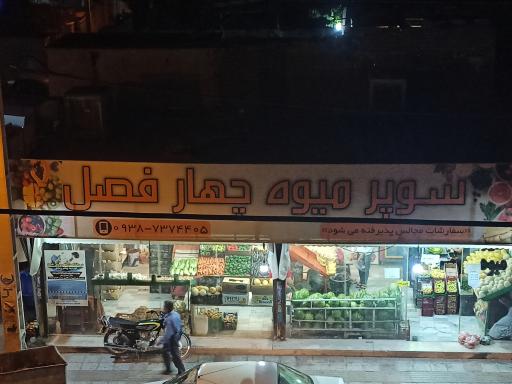 سوپر میوه چهار فصل
«سفارشات مجالس پذیرفته می شود»
۰۹۳۸-۷۳۷۴۴۰۵